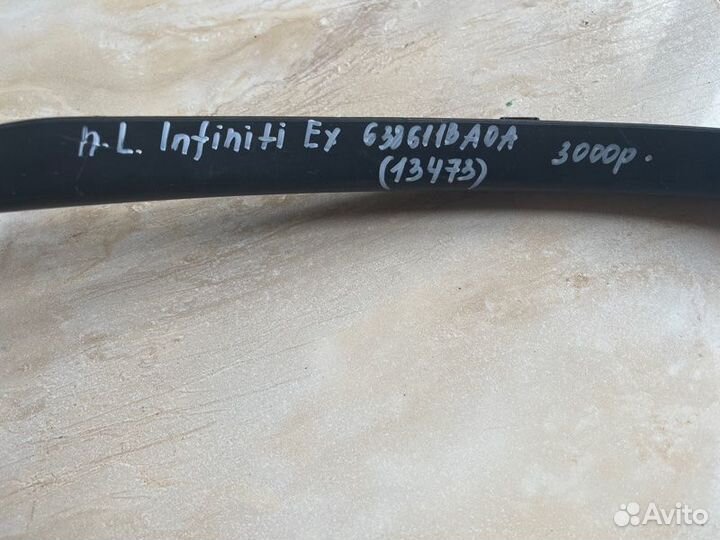 п.L. Infiniti Ex 638611BA0A 3000р.
(13473)
Avito